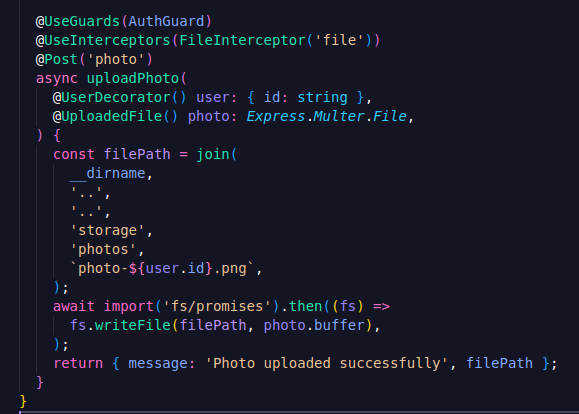 @UseGuards(AuthGuard)
@UseInterceptors(FileInterceptor('file'))
@Post('photo')
async uploadPhoto(
  @UserDecorator() user: { id: string },
  @UploadedFile() photo: Express.Multer.File,
) {
  const filePath = join(
    __dirname,
    '..',
    '..',
    'storage',
    'photos',
    `photo-${user.id}.png`,
  );
  await import('fs/promises').then((fs) =>
    fs.writeFile(filePath, photo.buffer),
  );
  return { message: 'Photo uploaded successfully', filePath };
}
}